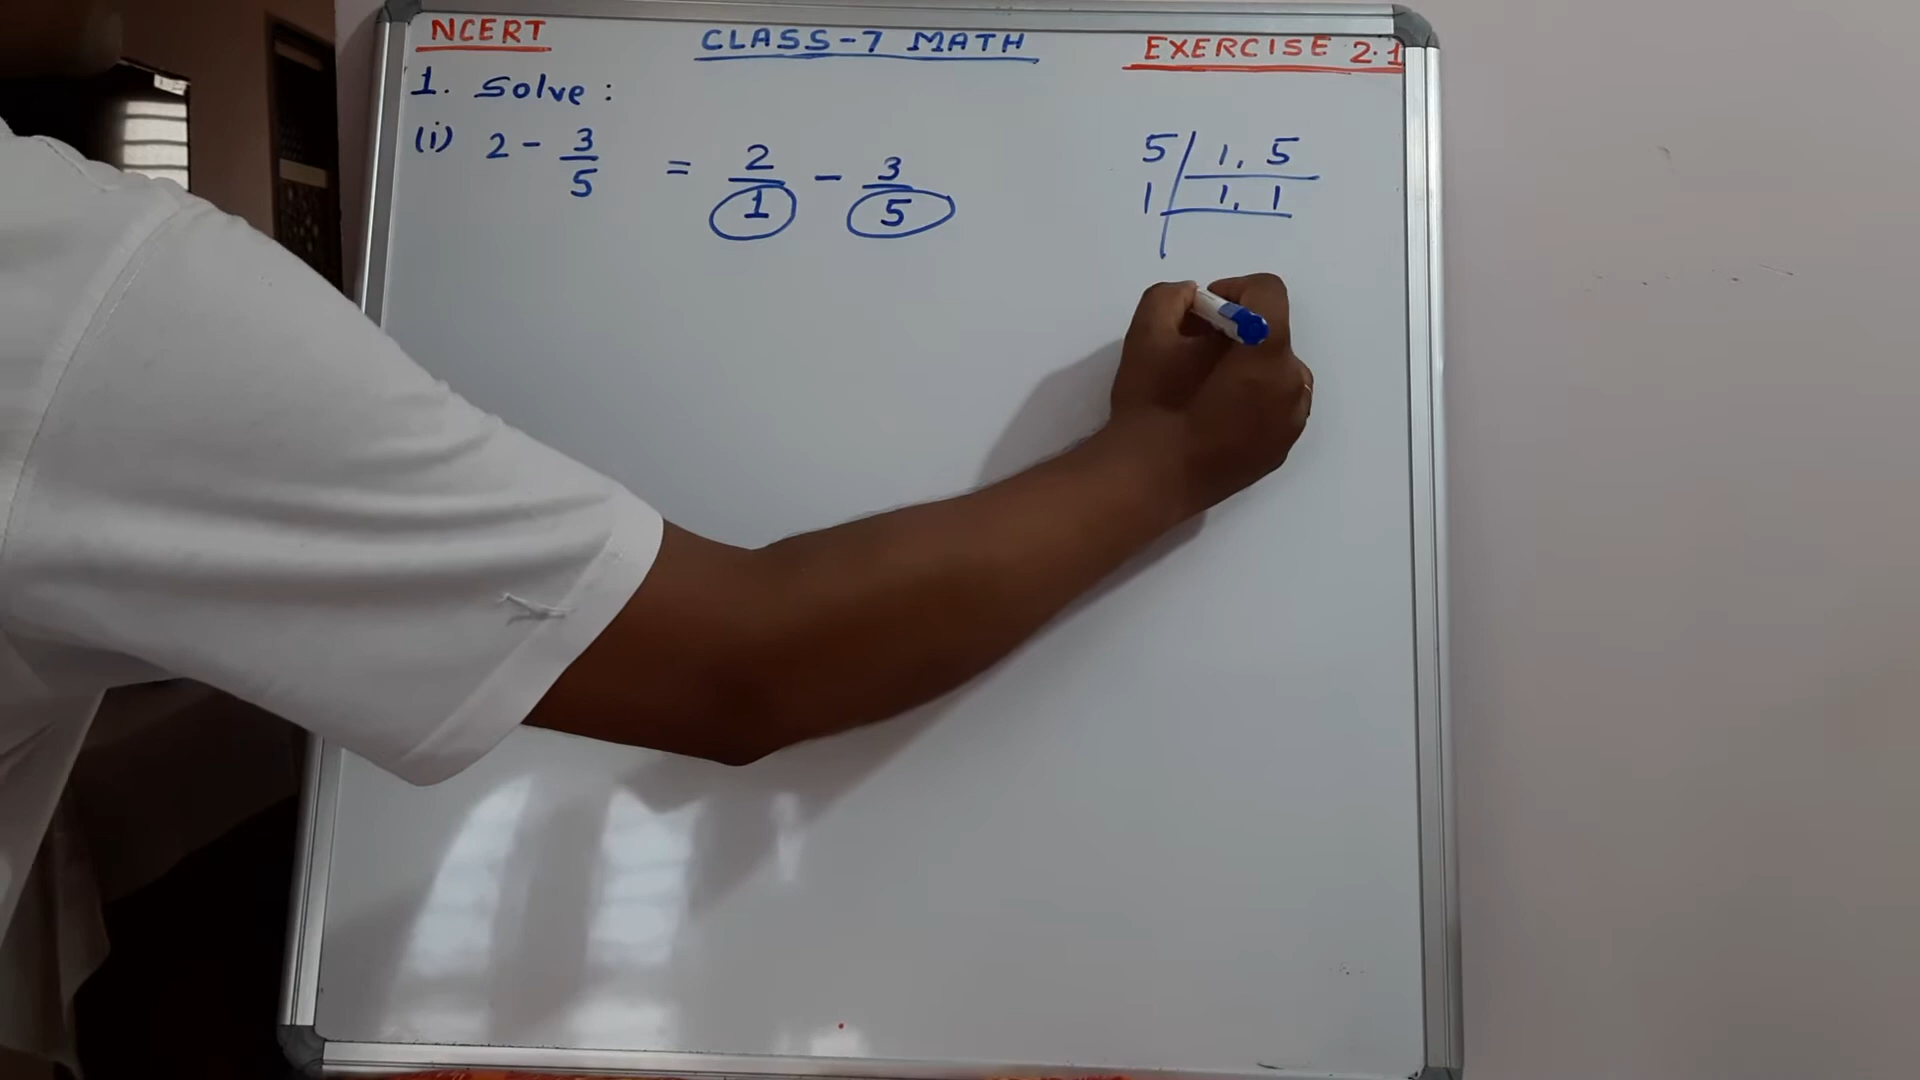 NCERT CLASS-7 MATH EXERCISE 2.1
1. Solve :
(i) 2 - 3/5 = 2/1 - 3/5
5 | 1, 5
1 | 1, 1